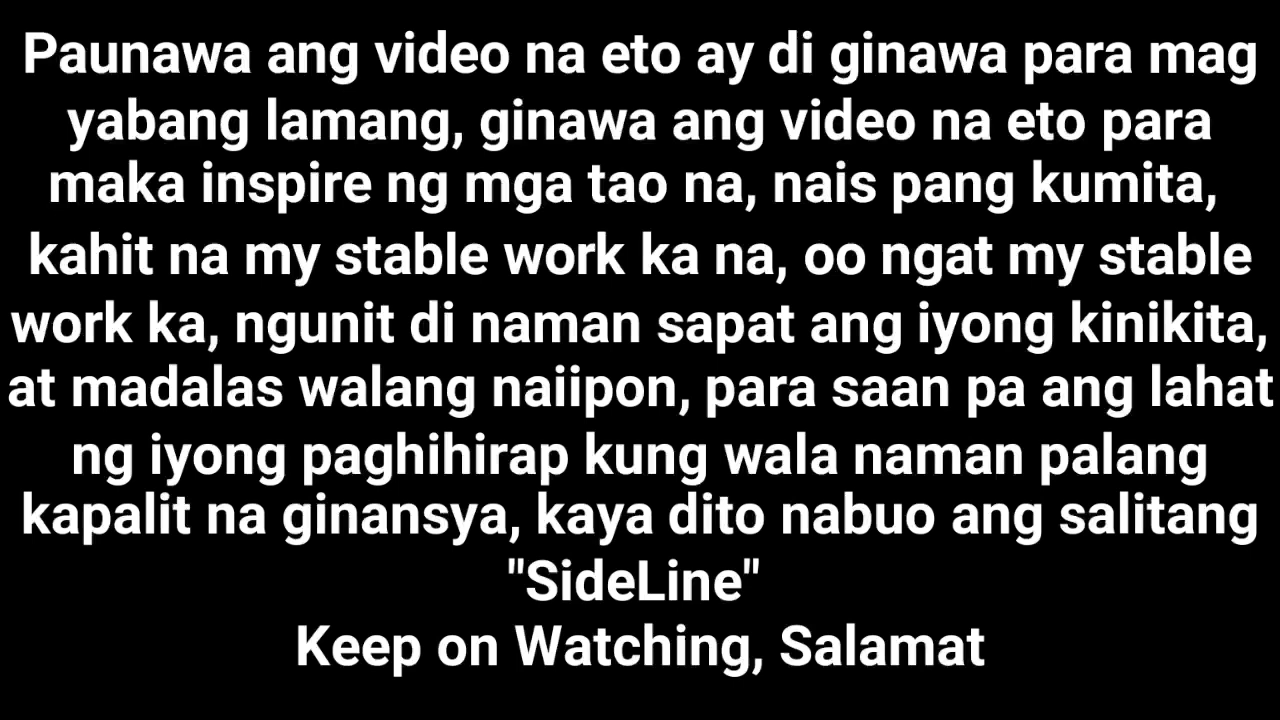 Paunawa ang video na eto ay di ginawa para mag
yabang lamang, ginawa ang video na eto para
maka inspire ng mga tao na, nais pang kumita,
kahit na my stable work ka na, oo ngat my stable
work ka, ngunit di naman sapat ang iyong kinikita,
at madalas walang naiipon, para saan pa ang lahat
ng iyong paghihirap kung wala naman palang
kapalit na ginansya, kaya dito nabuo ang salitang
"SideLine"
Keep on Watching, Salamat